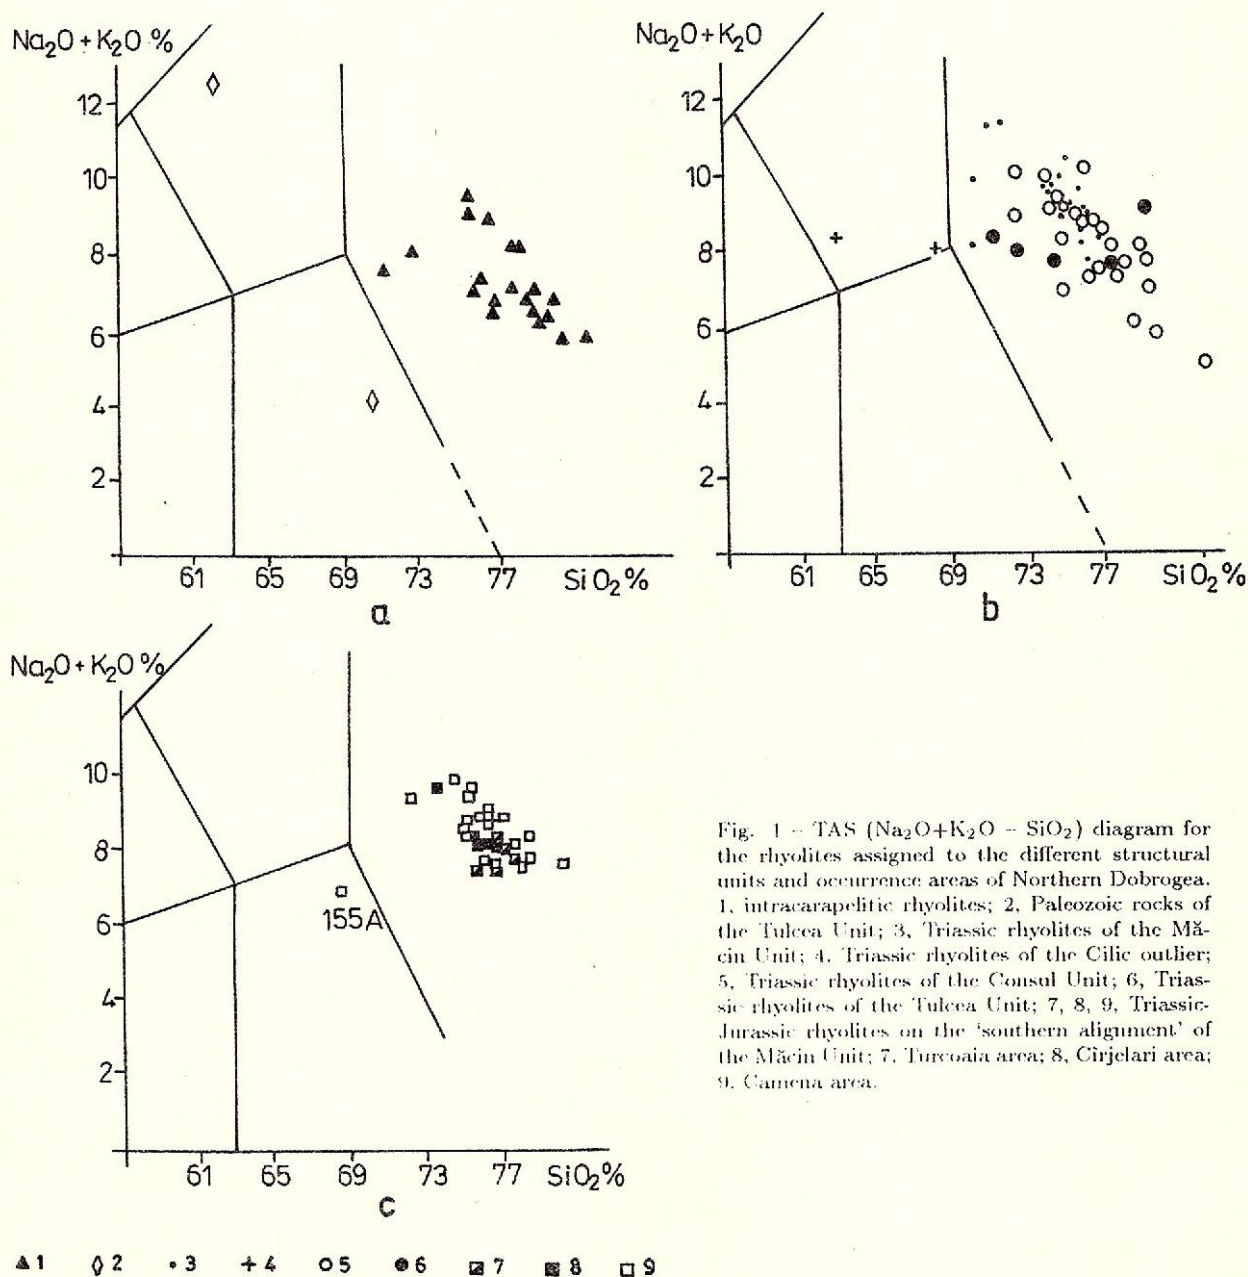 Na₂O + K₂O %
12
10
8
6
4
2
61 65 69 73 77 SiO₂%
a
Na₂O + K₂O
12
10
8
6
4
2
61 65 69 73 77 SiO₂%
b
Na₂O + K₂O %
10
8
6
4
2
155A
61 65 69 73 77 SiO₂%
c
Fig. 1 – TAS (Na₂O+K₂O – SiO₂) diagram for
the rhyolites assigned to the different structural
units and occurrence areas of Northern Dobrogea.
1, intracarapelitic rhyolites; 2, Paleozoic rocks of
the Tulcea Unit; 3, Triassic rhyolites of the Mă-
cin Unit; 4, Triassic rhyolites of the Cilic outlier;
5, Triassic rhyolites of the Consul Unit; 6, Trias-
sic rhyolites of the Tulcea Unit; 7, 8, 9, Triassic-
Jurassic rhyolites on the 'southern alignment' of
the Măcin Unit; 7, Turcoaia area; 8, Cîrjelari area;
9, Camena area.
1 2 3 4 5 6 7 8 9